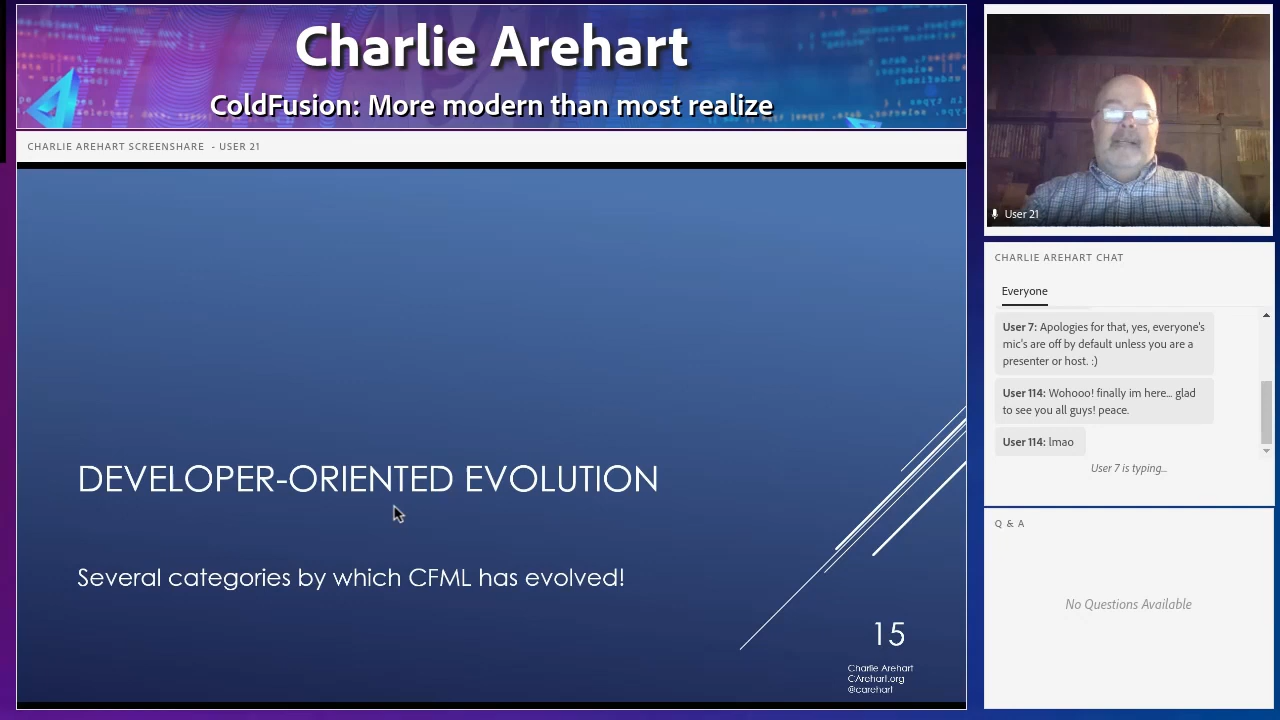 Charlie Arehart
ColdFusion: More modern than most realize
CHARLIE AREHART SCREENSHARE - USER 21
DEVELOPER-ORIENTED EVOLUTION
Several categories by which CFML has evolved!
15
Charlie Arehart
CArehart.org
@carehart
User 21
CHARLIE AREHART CHAT
Everyone
User 7: Apologies for that, yes, everyone's
mic's are off by default unless you are a
presenter or host. :)
User 114: Wohooo! finally im here... glad
to see you all guys! peace.
User 114: lmao
User 7 is typing...
Q & A
No Questions Available